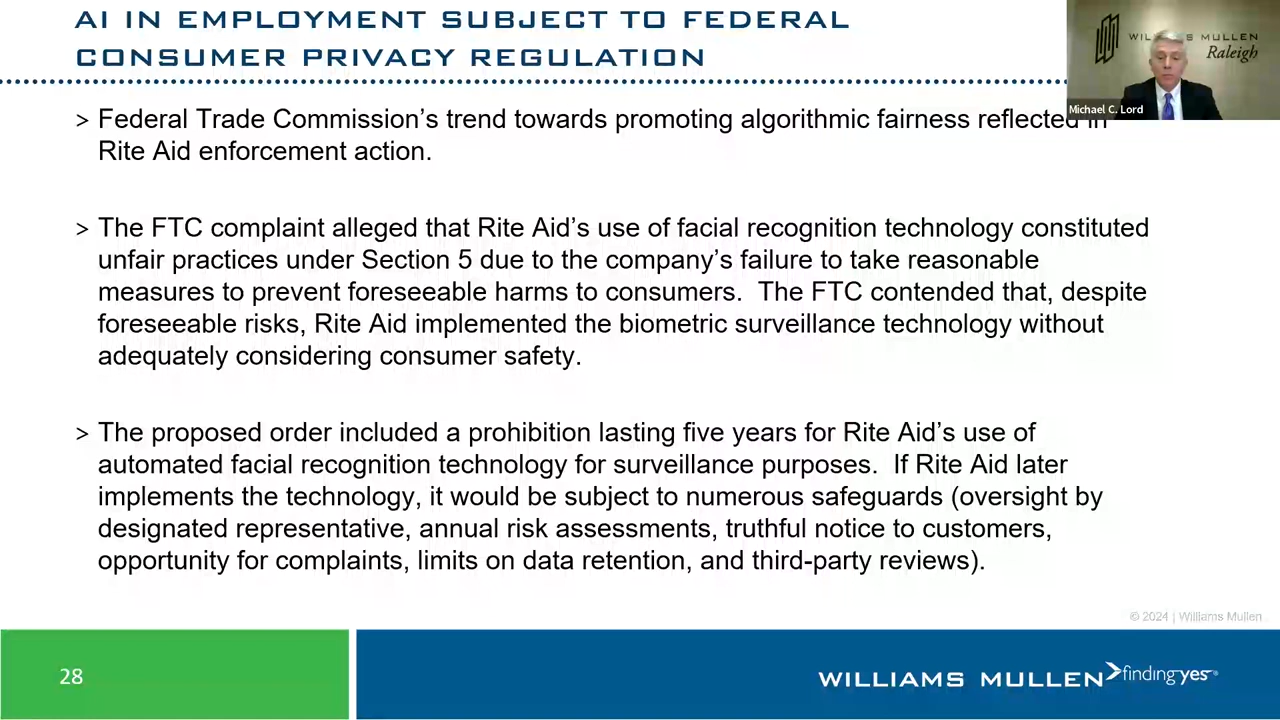 AI IN EMPLOYMENT SUBJECT TO FEDERAL
CONSUMER PRIVACY REGULATION
WILLIAMS MULLEN
Raleigh
Michael C. Lord
> Federal Trade Commission's trend towards promoting algorithmic fairness reflected in
Rite Aid enforcement action.
> The FTC complaint alleged that Rite Aid's use of facial recognition technology constituted
unfair practices under Section 5 due to the company's failure to take reasonable
measures to prevent foreseeable harms to consumers.  The FTC contended that, despite
foreseeable risks, Rite Aid implemented the biometric surveillance technology without
adequately considering consumer safety.
> The proposed order included a prohibition lasting five years for Rite Aid's use of
automated facial recognition technology for surveillance purposes.  If Rite Aid later
implements the technology, it would be subject to numerous safeguards (oversight by
designated representative, annual risk assessments, truthful notice to customers,
opportunity for complaints, limits on data retention, and third-party reviews).
© 2024 | Williams Mullen
28
WILLIAMS MULLEN finding yes